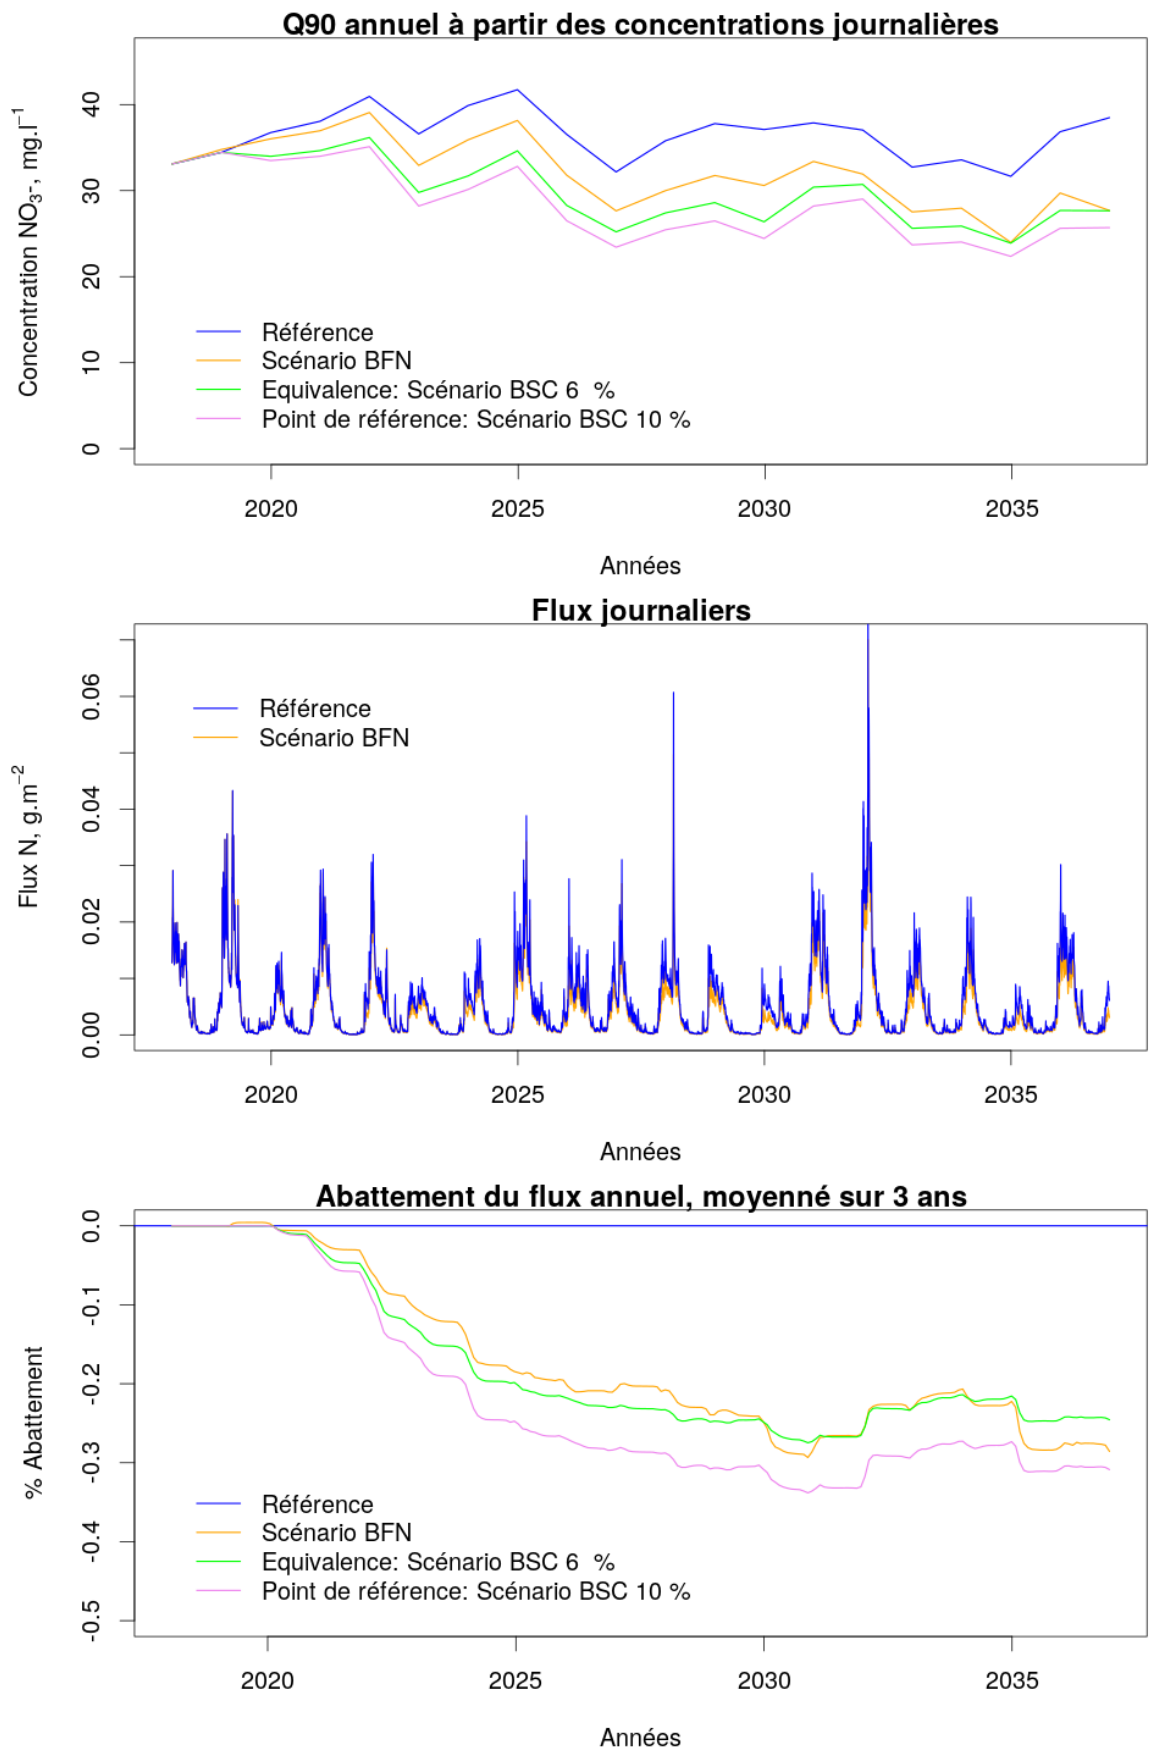 Q90 annuel à partir des concentrations journalières
Concentration NO3-, mg.l−1
40
30
20
10
0
Référence
Scénario BFN
Equivalence: Scénario BSC 6 %
Point de référence: Scénario BSC 10 %
2020 2025 2030 2035
Années
Flux journaliers
Flux N, g.m−2
0.06
0.04
0.02
0.00
Référence
Scénario BFN
2020 2025 2030 2035
Années
Abattement du flux annuel, moyenné sur 3 ans
% Abattement
0.0
-0.1
-0.2
-0.3
-0.4
-0.5
Référence
Scénario BFN
Equivalence: Scénario BSC 6 %
Point de référence: Scénario BSC 10 %
2020 2025 2030 2035
Années